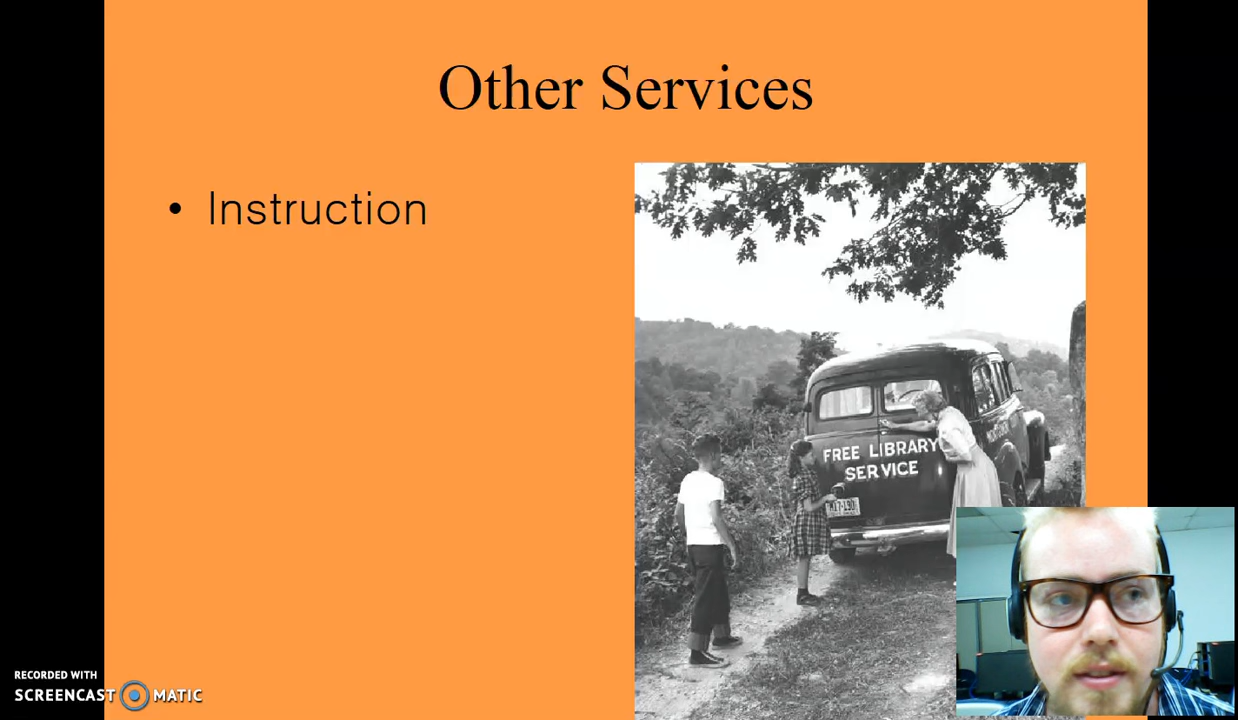 Other Services
• Instruction
FREE LIBRARY
SERVICE
RECORDED WITH
SCREENCAST MATIC